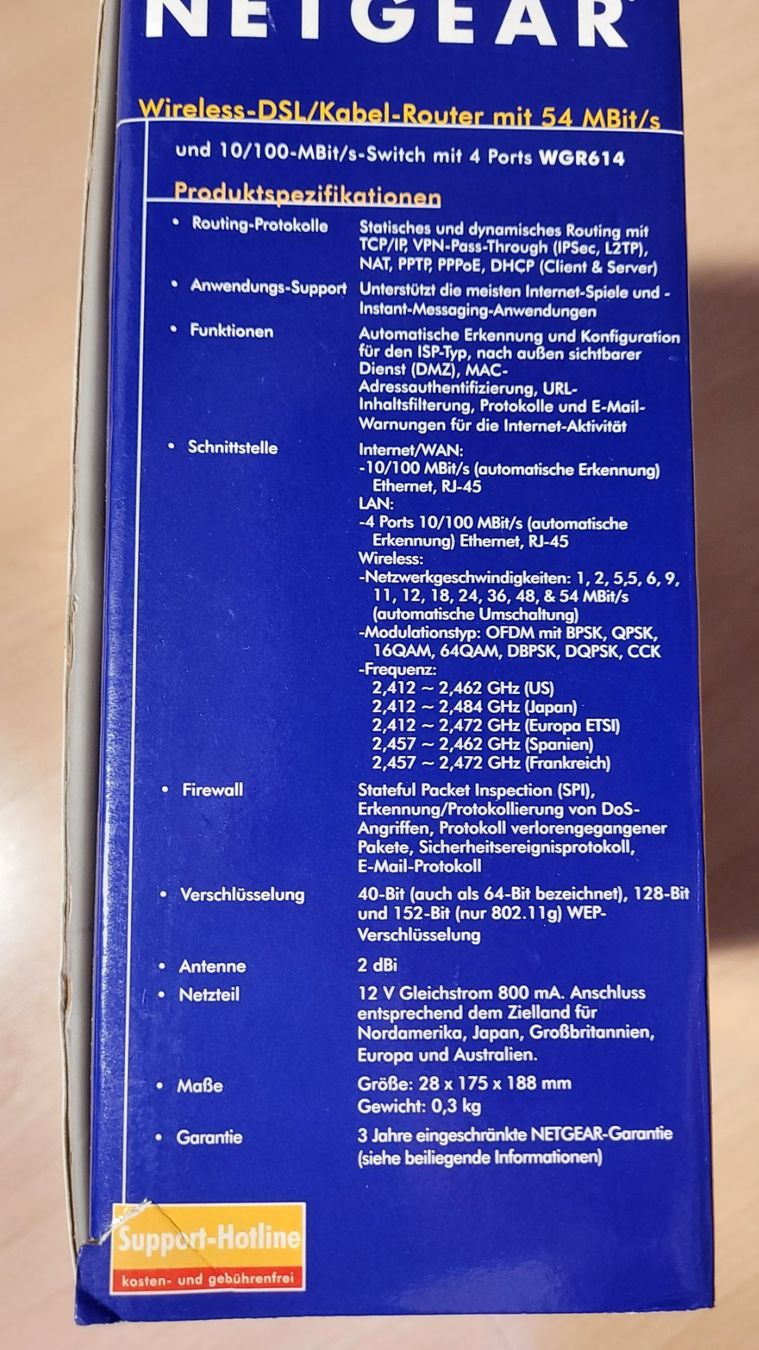 NETGEAR
Wireless-DSL/Kabel-Router mit 54 MBit/s
und 10/100-MBit/s-Switch mit 4 Ports WGR614
Produktspezifikationen
• Routing-Protokolle Statisches und dynamisches Routing mit
TCP/IP, VPN-Pass-Through (IPSec, L2TP),
NAT, PPTP, PPPoE, DHCP (Client & Server)
• Anwendungs-Support Unterstützt die meisten Internet-Spiele und -
Instant-Messaging-Anwendungen
• Funktionen Automatische Erkennung und Konfiguration
für den ISP-Typ, nach außen sichtbarer
Dienst (DMZ), MAC-
Adressauthentifizierung, URL-
Inhaltsfilterung, Protokolle und E-Mail-
Warnungen für die Internet-Aktivität
• Schnittstelle Internet/WAN:
-10/100 MBit/s (automatische Erkennung)
Ethernet, RJ-45
LAN:
-4 Ports 10/100 MBit/s (automatische
Erkennung) Ethernet, RJ-45
Wireless:
-Netzwerkgeschwindigkeiten: 1, 2, 5,5, 6, 9,
11, 12, 18, 24, 36, 48, & 54 MBit/s
(automatische Umschaltung)
-Modulationstyp: OFDM mit BPSK, QPSK,
16QAM, 64QAM, DBPSK, DQPSK, CCK
-Frequenz:
2,412 ~ 2,462 GHz (US)
2,412 ~ 2,484 GHz (Japan)
2,412 ~ 2,472 GHz (Europa ETSI)
2,457 ~ 2,462 GHz (Spanien)
2,457 ~ 2,472 GHz (Frankreich)
• Firewall Stateful Packet Inspection (SPI),
Erkennung/Protokollierung von DoS-
Angriffen, Protokoll verlorengegangener
Pakete, Sicherheitsereignisprotokoll,
E-Mail-Protokoll
• Verschlüsselung 40-Bit (auch als 64-Bit bezeichnet), 128-Bit
und 152-Bit (nur 802.11g) WEP-
Verschlüsselung
• Antenne 2 dBi
• Netzteil 12 V Gleichstrom 800 mA. Anschluss
entsprechend dem Zielland für
Nordamerika, Japan, Großbritannien,
Europa und Australien.
• Maße Größe: 28 x 175 x 188 mm
Gewicht: 0,3 kg
• Garantie 3 Jahre eingeschränkte NETGEAR-Garantie
(siehe beiliegende Informationen)
Support-Hotline
kosten- und gebührenfrei